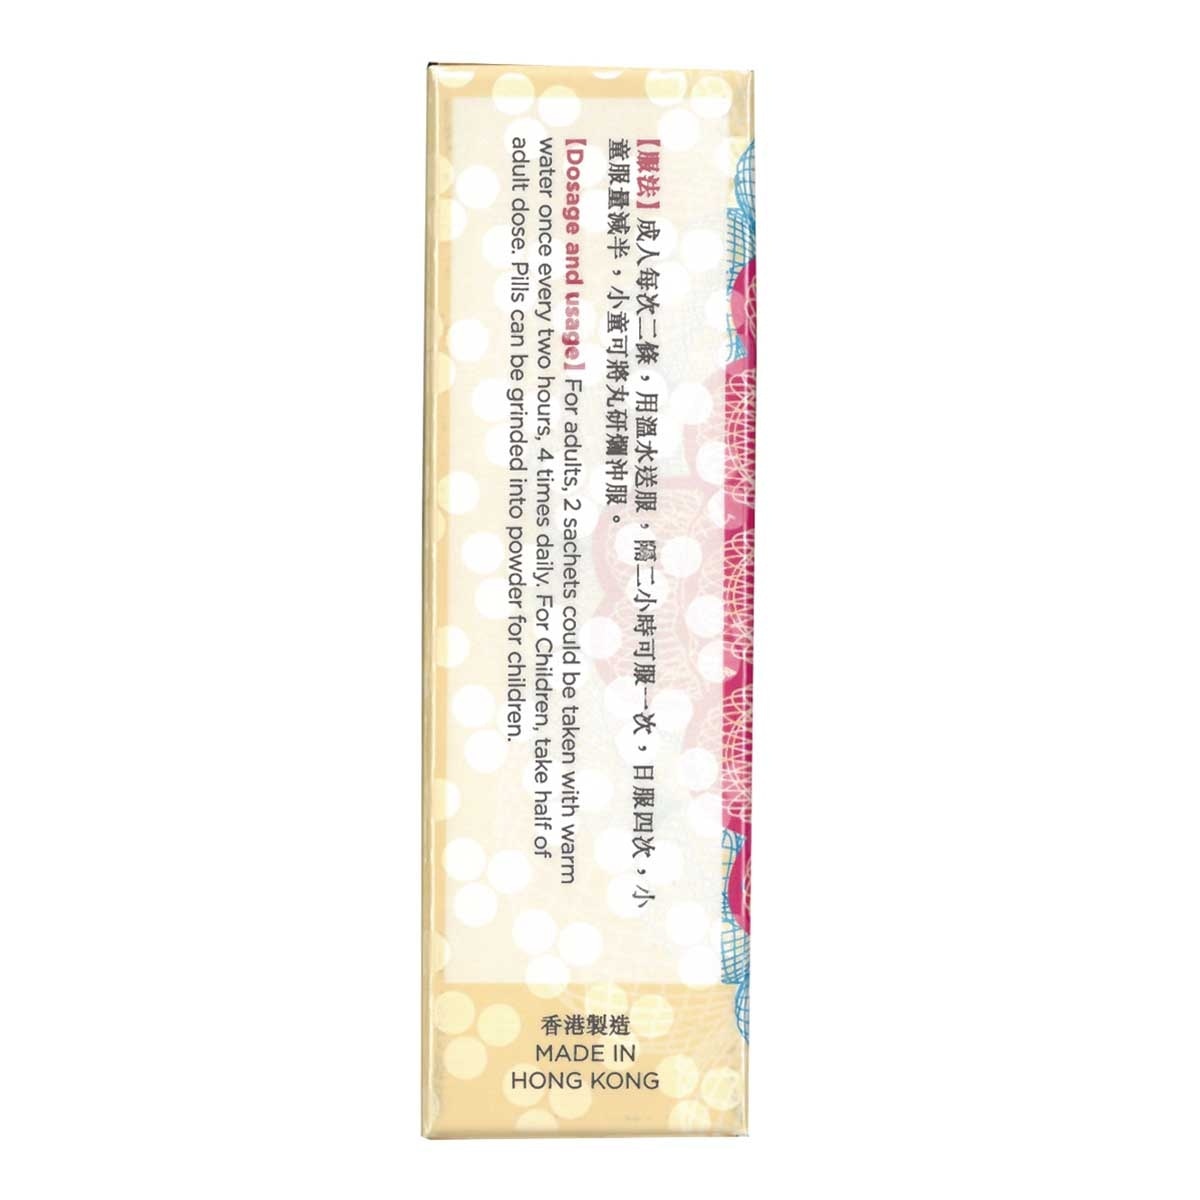 【服法】成人每次二條，用溫水送服，隔二小時可服一次，日服四次，小
童服量減半，小童可將丸研爛沖服。
【Dosage and usage】For adults, 2 sachets could be taken with warm
water once every two hours, 4 times daily. For Children, take half of
adult dose. Pills can be grinded into powder for children.
香港製造
MADE IN
HONG KONG